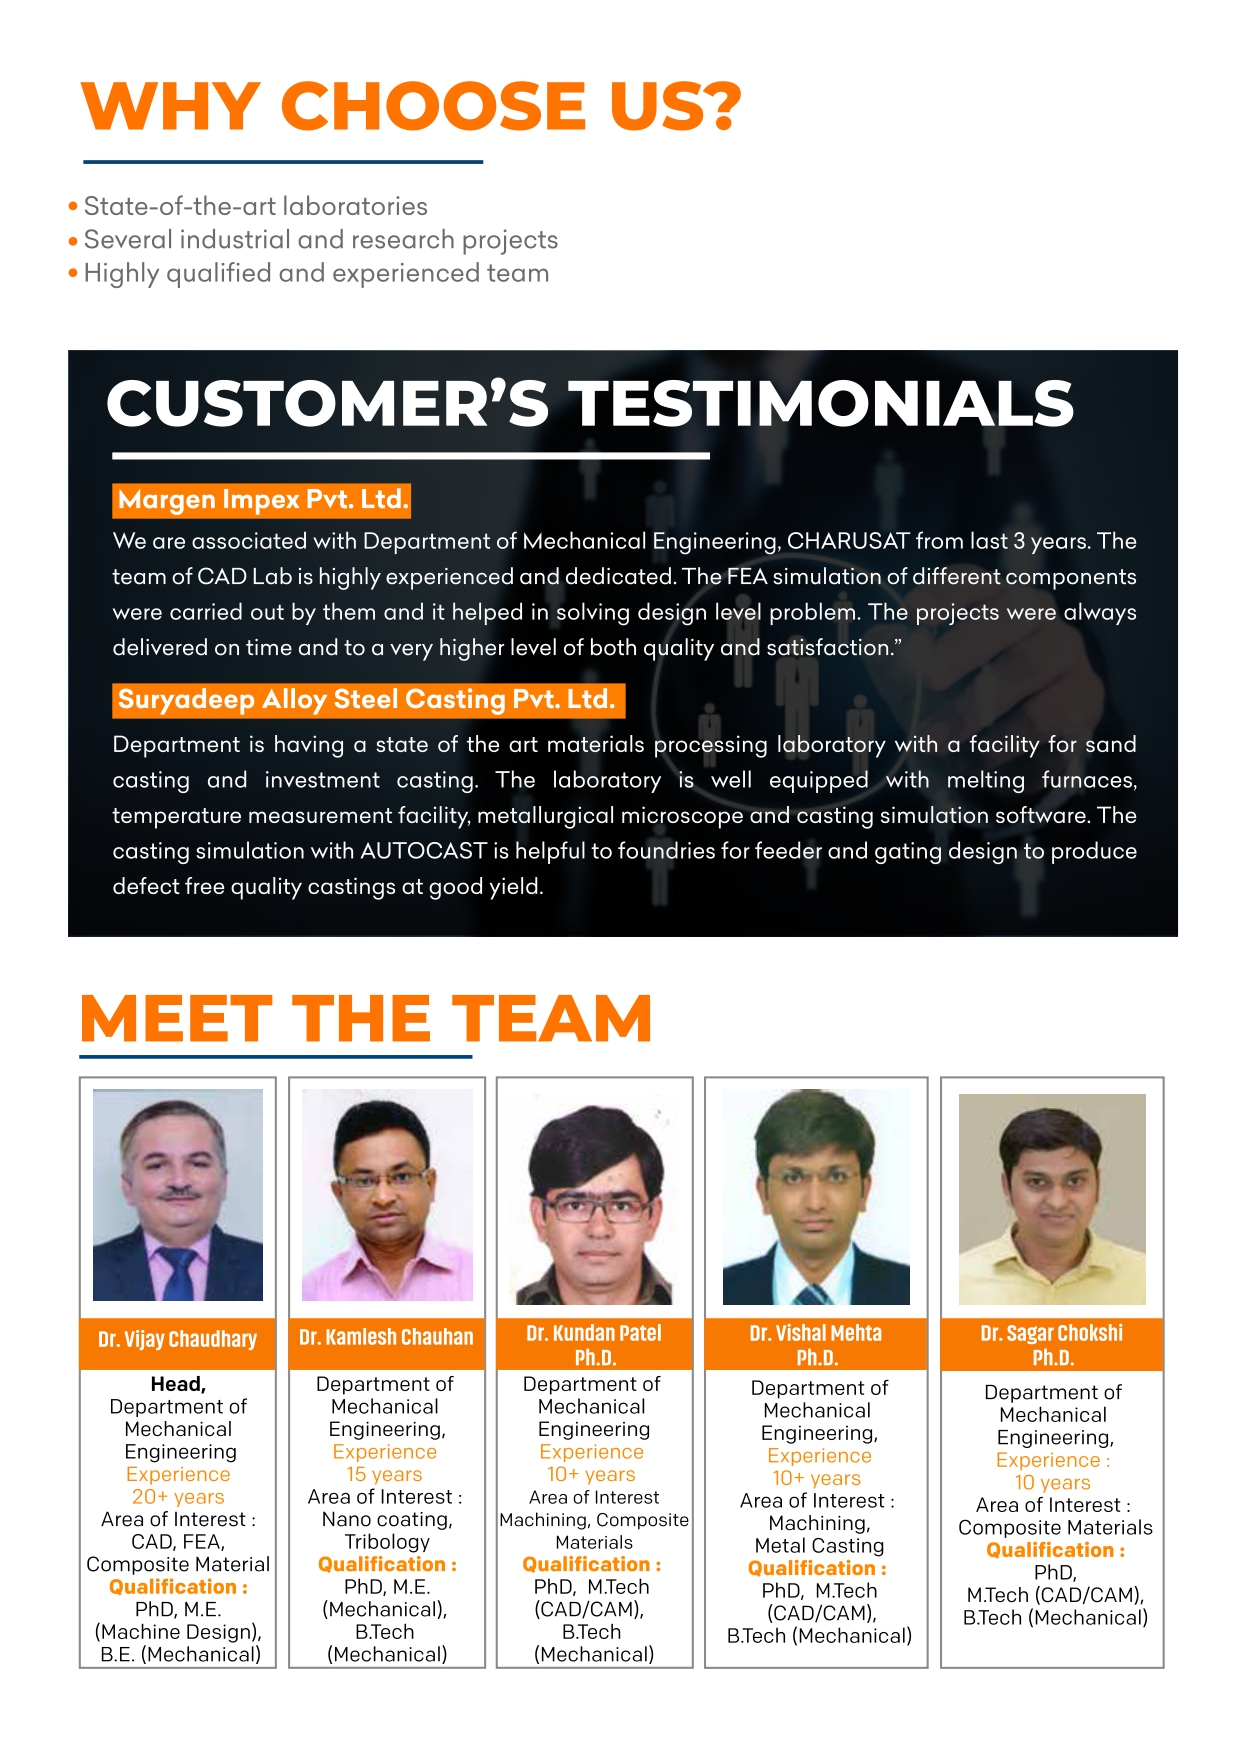 WHY CHOOSE US?
• State-of-the-art laboratories
• Several industrial and research projects
• Highly qualified and experienced team
CUSTOMER’S TESTIMONIALS
Margen Impex Pvt. Ltd.
We are associated with Department of Mechanical Engineering, CHARUSAT from last 3 years. The
team of CAD Lab is highly experienced and dedicated. The FEA simulation of different components
were carried out by them and it helped in solving design level problem. The projects were always
delivered on time and to a very higher level of both quality and satisfaction.”
Suryadeep Alloy Steel Casting Pvt. Ltd.
Department is having a state of the art materials processing laboratory with a facility for sand
casting and investment casting. The laboratory is well equipped with melting furnaces,
temperature measurement facility, metallurgical microscope and casting simulation software. The
casting simulation with AUTOCAST is helpful to foundries for feeder and gating design to produce
defect free quality castings at good yield.
MEET THE TEAM
Dr. Vijay Chaudhary
Head,
Department of
Mechanical
Engineering
Experience
20+ years
Area of Interest :
CAD, FEA,
Composite Material
Qualification :
PhD, M.E.
(Machine Design),
B.E. (Mechanical)
Dr. Kamlesh Chauhan
Department of
Mechanical
Engineering,
Experience
15 years
Area of Interest :
Nano coating,
Tribology
Qualification :
PhD, M.E.
(Mechanical),
B.Tech
(Mechanical)
Dr. Kundan Patel
Ph.D.
Department of
Mechanical
Engineering
Experience
10+ years
Area of Interest
Machining, Composite
Materials
Qualification :
PhD, M.Tech
(CAD/CAM),
B.Tech
(Mechanical)
Dr. Vishal Mehta
Ph.D.
Department of
Mechanical
Engineering,
Experience
10+ years
Area of Interest :
Machining,
Metal Casting
Qualification :
PhD, M.Tech
(CAD/CAM),
B.Tech (Mechanical)
Dr. Sagar Chokshi
Ph.D.
Department of
Mechanical
Engineering,
Experience :
10 years
Area of Interest :
Composite Materials
Qualification :
PhD,
M.Tech (CAD/CAM),
B.Tech (Mechanical)